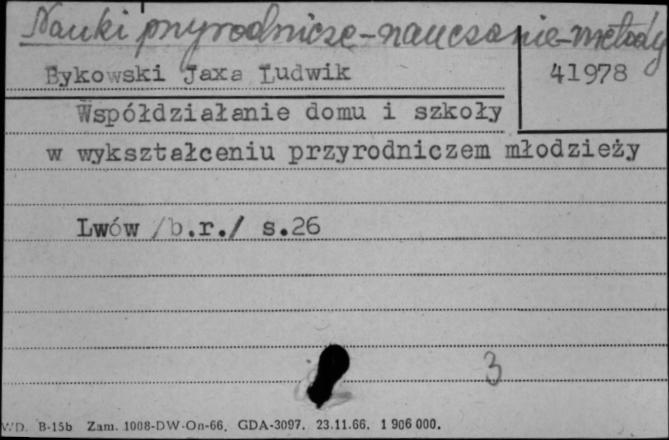 Nauki przyrodnicze-nauczanie-metody
Bykowski Jaxa Ludwik
41978
Współdziałanie domu i szkoły
w wykształceniu przyrodniczem młodzieży
Lwów /b.r./ s.26
3
WD. B-15b Zam. 1008-DW-On-66. GDA-3097. 23.11.66. 1 906 000.